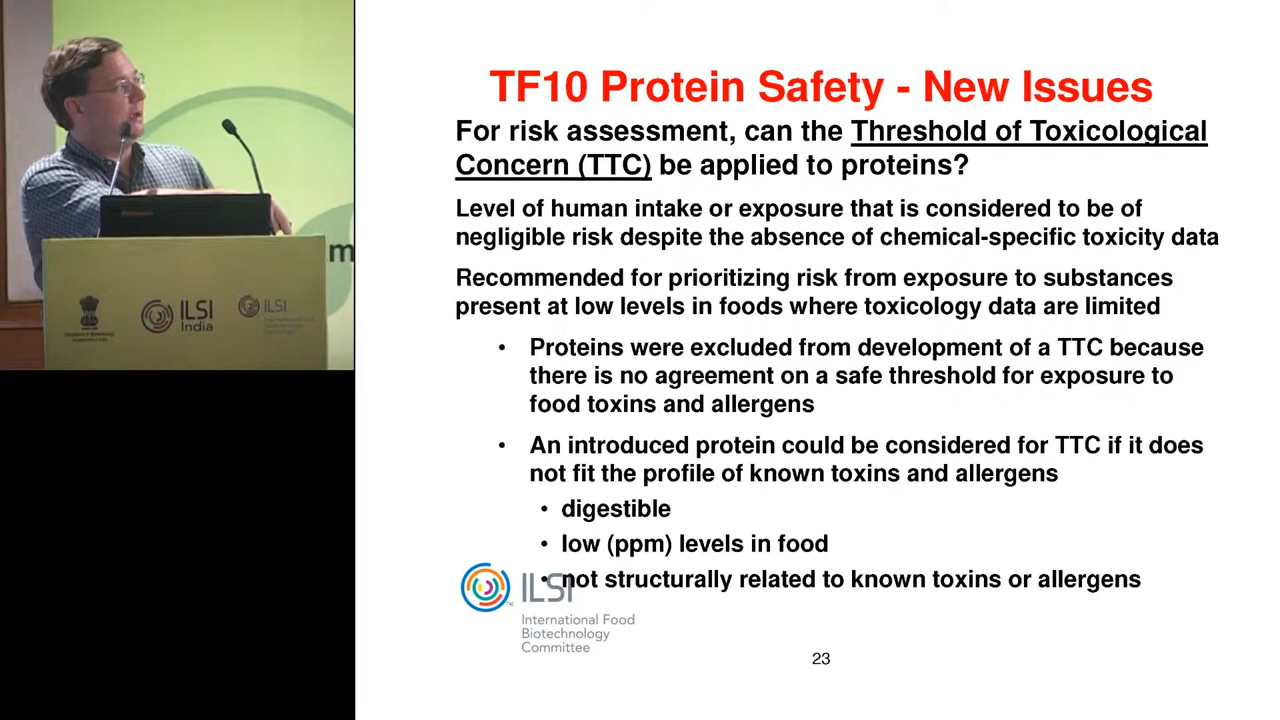 TF10 Protein Safety - New Issues
For risk assessment, can the Threshold of Toxicological
Concern (TTC) be applied to proteins?
Level of human intake or exposure that is considered to be of
negligible risk despite the absence of chemical-specific toxicity data
Recommended for prioritizing risk from exposure to substances
present at low levels in foods where toxicology data are limited
• Proteins were excluded from development of a TTC because
there is no agreement on a safe threshold for exposure to
food toxins and allergens
• An introduced protein could be considered for TTC if it does
not fit the profile of known toxins and allergens
• digestible
• low (ppm) levels in food
• not structurally related to known toxins or allergens
ILSI
TM
International Food
Biotechnology
Committee
23
ILSI
India
ILSI